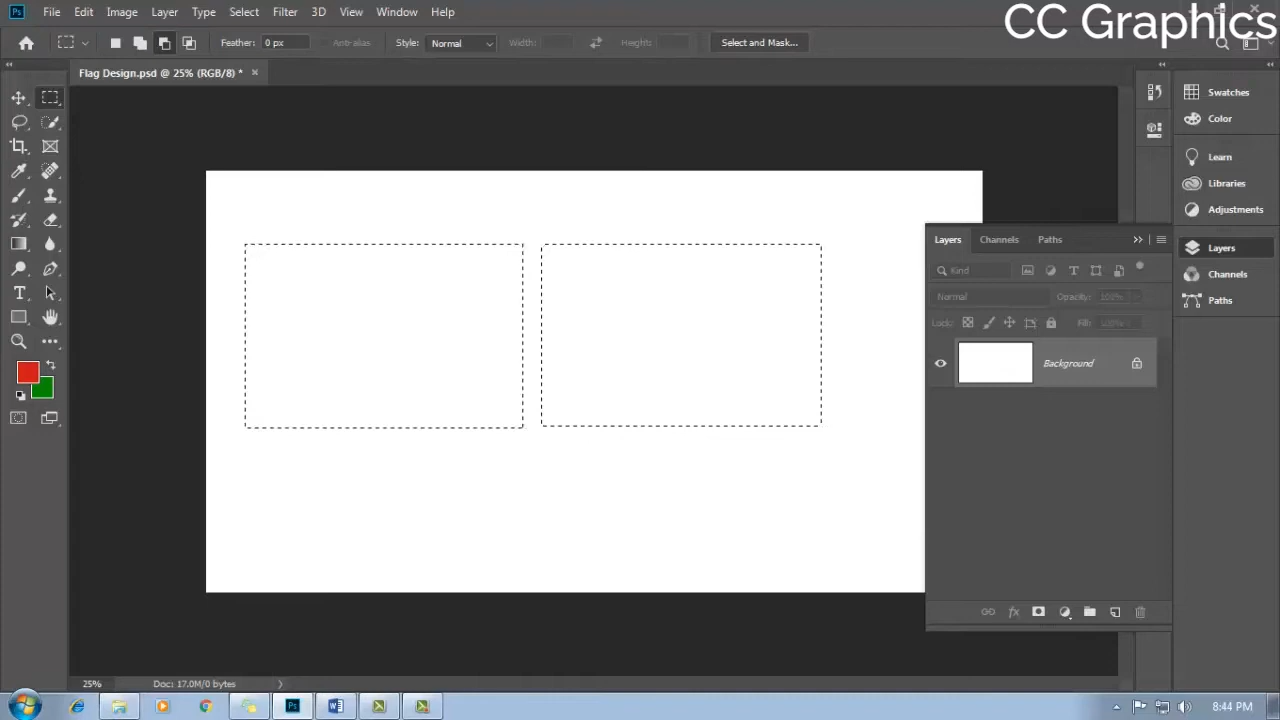 CC Graphics
Ps File Edit Image Layer Type Select Filter 3D View Window Help
Feather: 0 px Anti-alias Style: Normal Width: Height: Select and Mask...
Flag Design.psd @ 25% (RGB/8) *
Swatches
Color
Learn
Libraries
Adjustments
Layers
Channels
Paths
Layers Channels Paths
Kind
Normal Opacity: 100%
Lock: Fill: 100%
Background
fx
25% Doc: 17.0M/0 bytes
Ps 8:44 PM